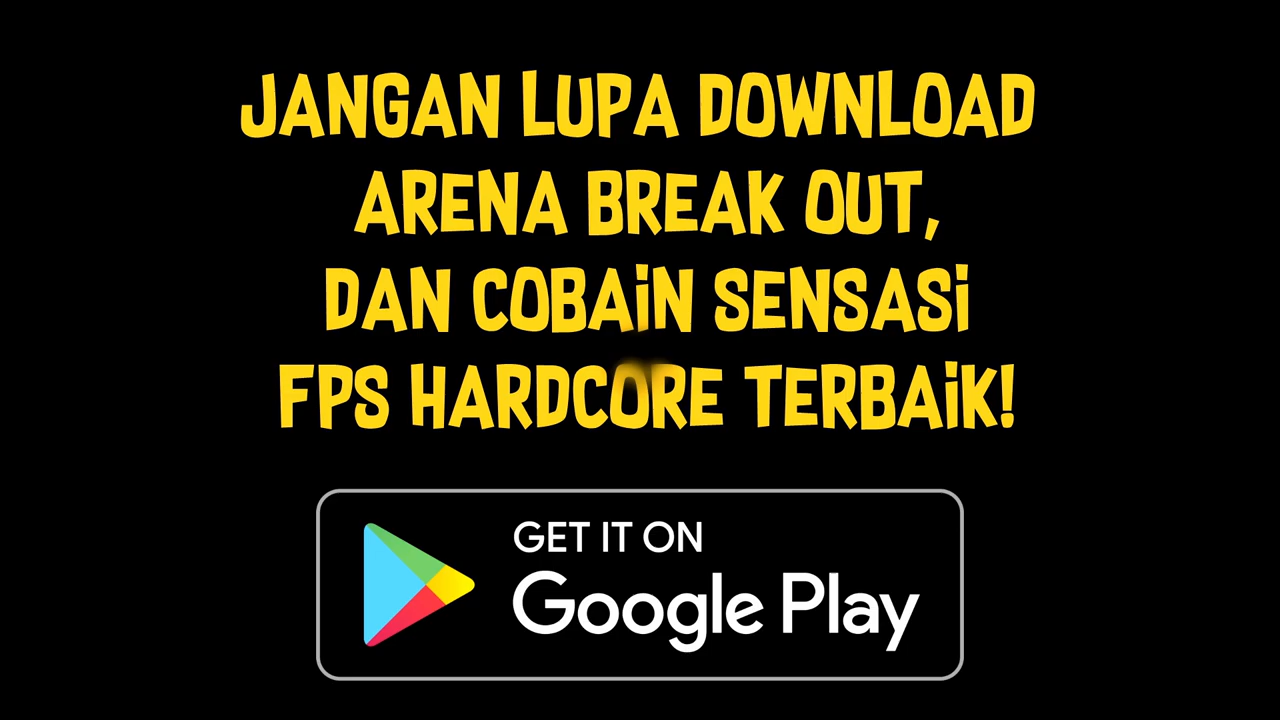 JANGAN LUPA DOWNLOAD
ARENA BREAK OUT,
DAN COBAiN SENSASi
FPS HARDCORE TERBAiK!
GET IT ON
Google Play